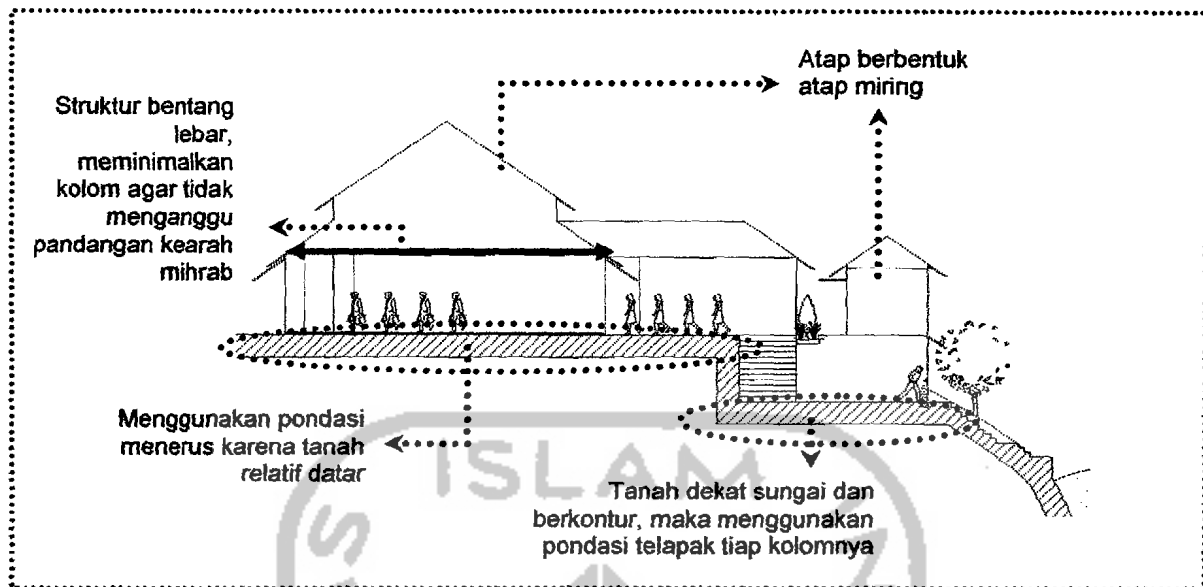 Atap berbentuk
atap miring
Struktur bentang
lebar,
meminimalkan
kolom agar tidak
menganggu
pandangan kearah
mihrab
Menggunakan pondasi
menerus karena tanah
relatif datar
Tanah dekat sungai dan
berkontur, maka menggunakan
pondasi telapak tiap kolomnya
ISLAM